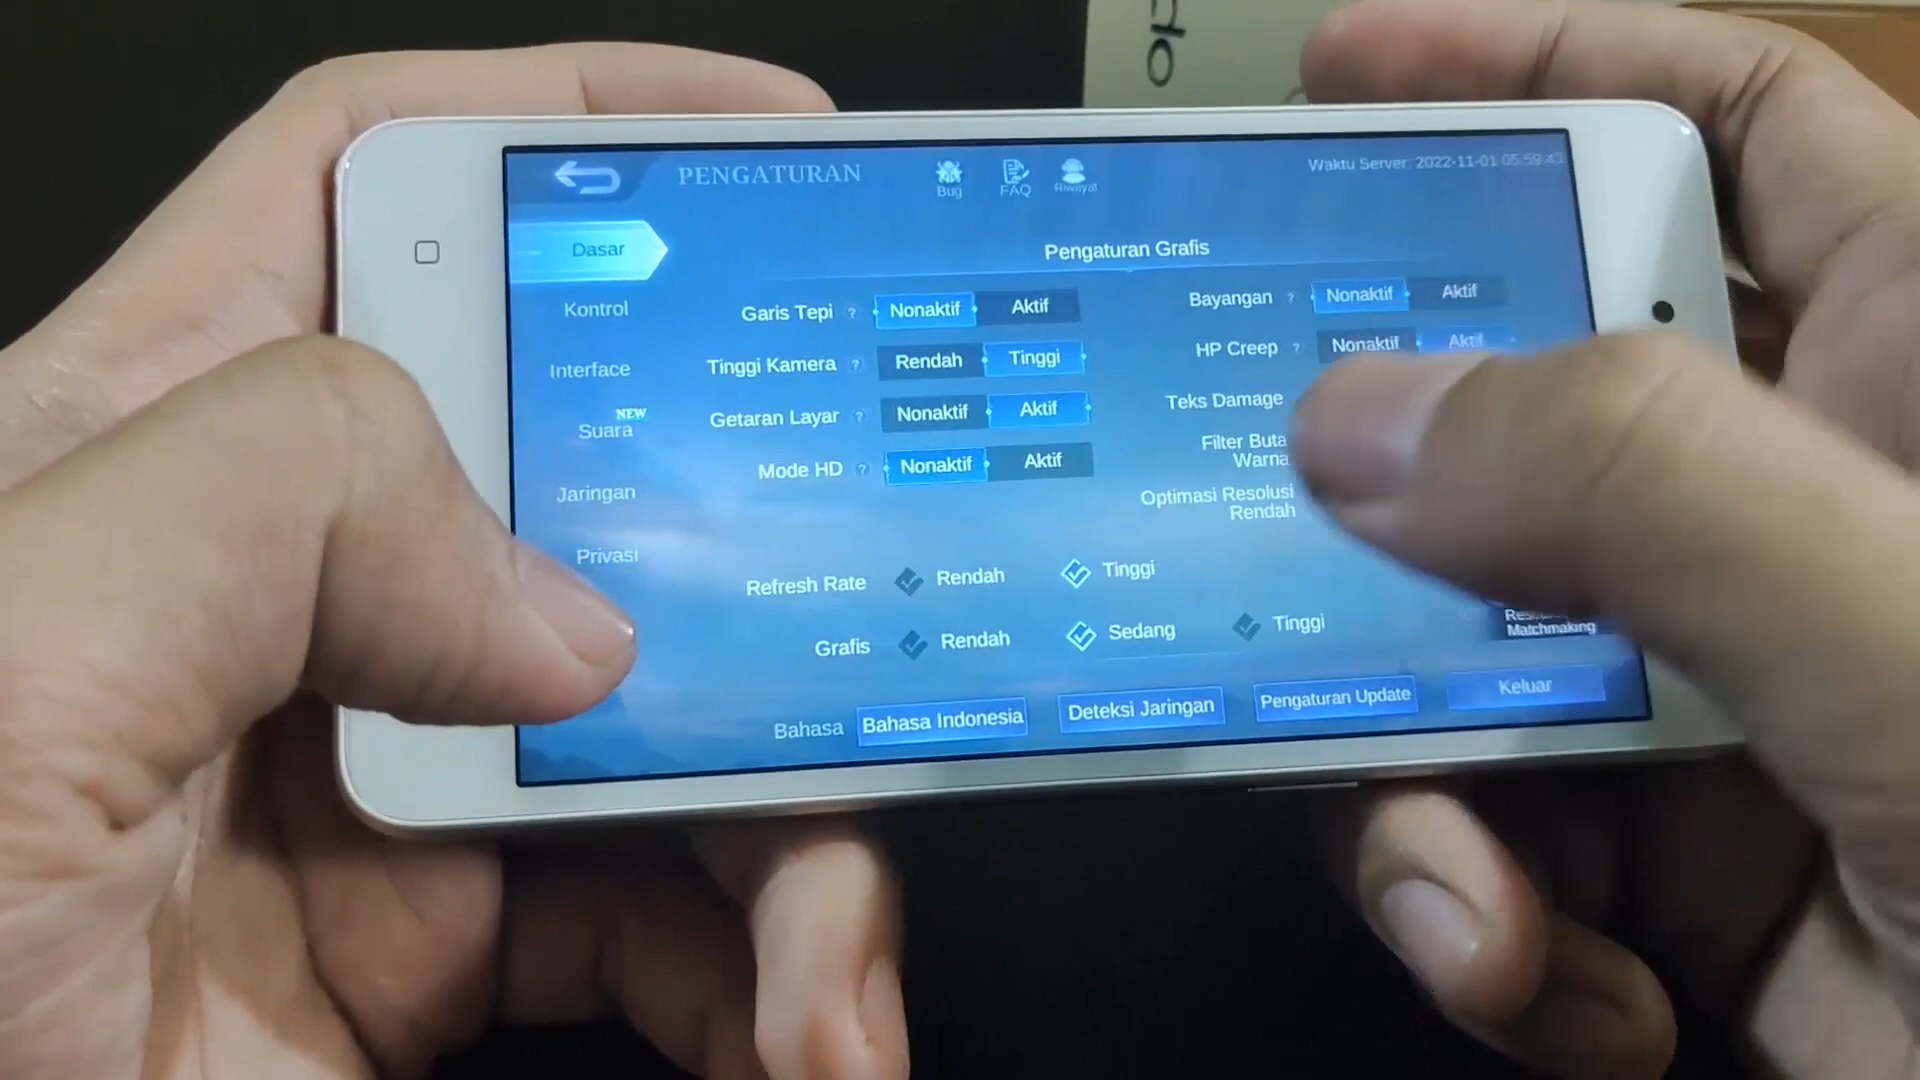 PENGATURAN
Bug
FAQ
Riwayat
Waktu Server: 2022-11-01 05:59:43
Dasar
Kontrol
Interface
NEW
Suara
Jaringan
Privasi
Pengaturan Grafis
Garis Tepi ? Nonaktif Aktif
Bayangan ? Nonaktif Aktif
Tinggi Kamera ? Rendah Tinggi
HP Creep ? Nonaktif Aktif
Getaran Layar ? Nonaktif Aktif
Teks Damage
Mode HD ? Nonaktif Aktif
Filter Buta
Warna
Optimasi Resolusi
Rendah
Refresh Rate Rendah Tinggi
Grafis Rendah Sedang Tinggi
Matchmaking
Bahasa Bahasa Indonesia Deteksi Jaringan Pengaturan Update Keluar